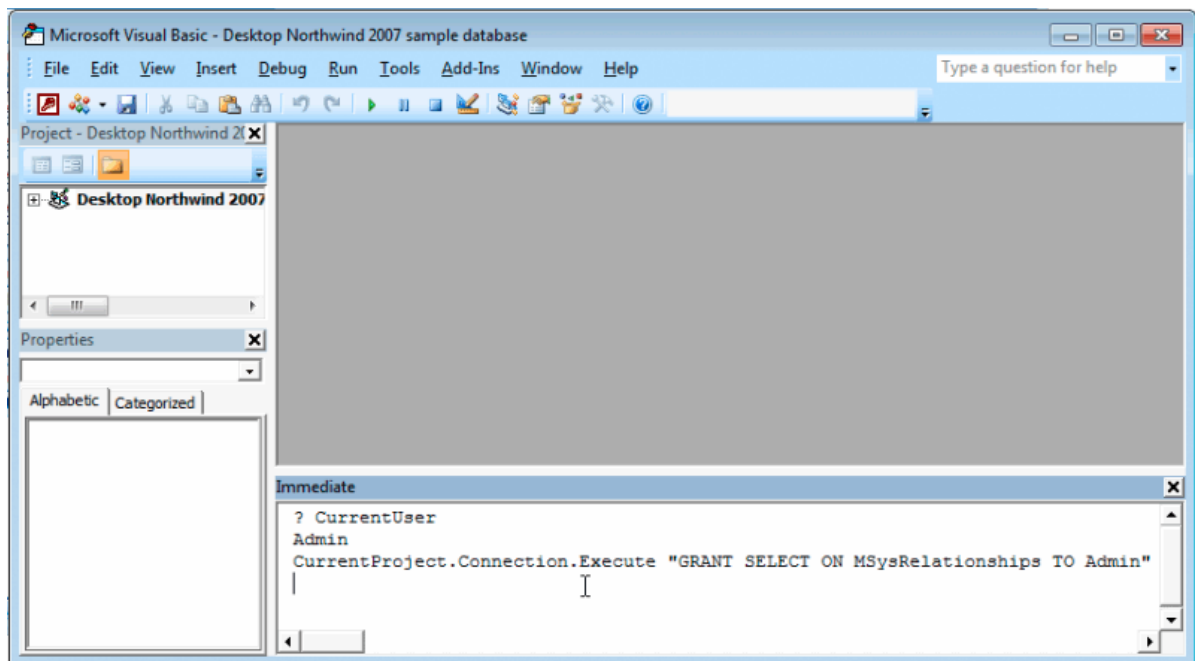 Microsoft Visual Basic - Desktop Northwind 2007 sample database
File Edit View Insert Debug Run Tools Add-Ins Window Help
Type a question for help
Project - Desktop Northwind 20
Desktop Northwind 2007
Properties
Alphabetic Categorized
Immediate
? CurrentUser
Admin
CurrentProject.Connection.Execute "GRANT SELECT ON MSysRelationships TO Admin"